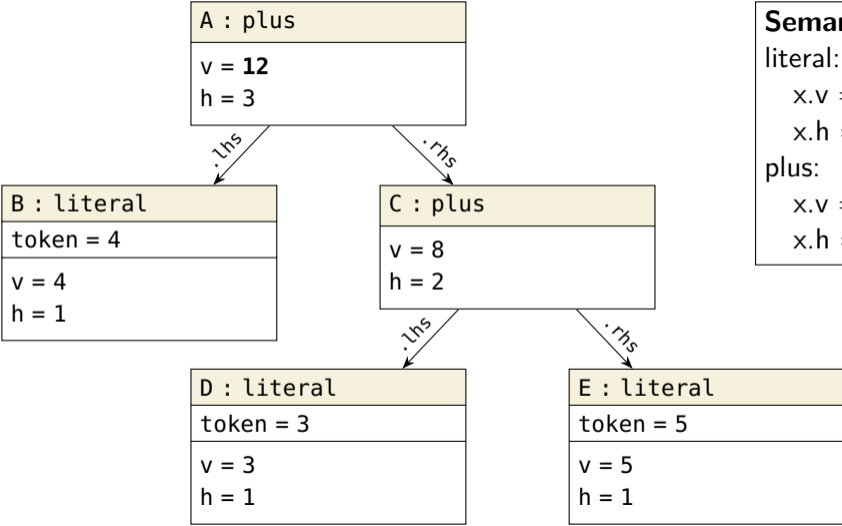 A : plus
v = 12
h = 3
.lhs
.rhs
B : literal
token = 4
v = 4
h = 1
C : plus
v = 8
h = 2
.lhs
.rhs
D : literal
token = 3
v = 3
h = 1
E : literal
token = 5
v = 5
h = 1
literal:
x.v =
x.h =
plus:
x.v =
x.h =